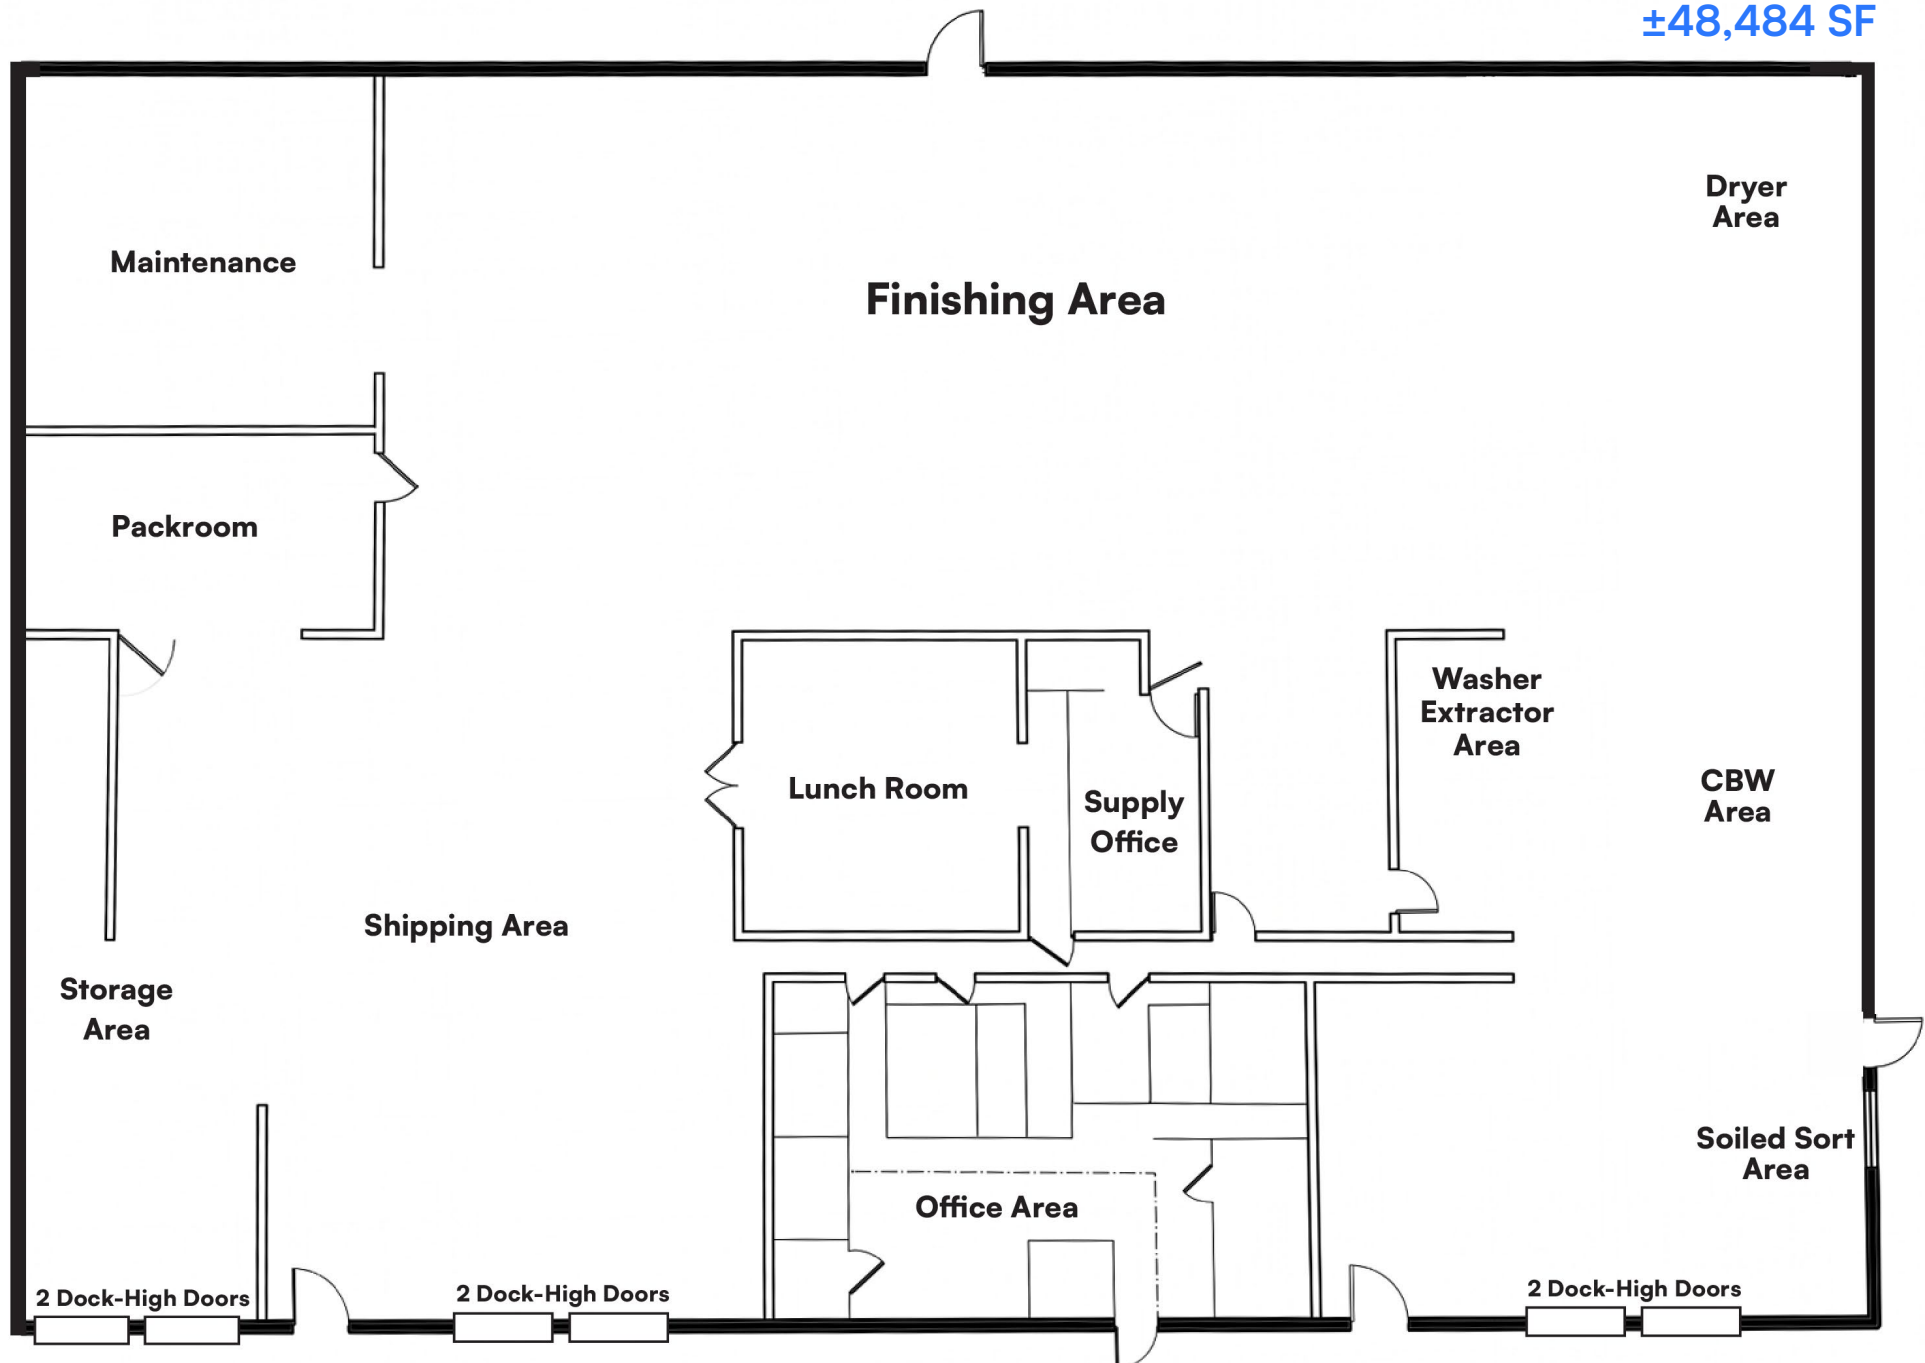 ±48,484 SF
Dryer
Area
Maintenance
Finishing Area
Packroom
Washer
Extractor
Area
Lunch Room
CBW
Area
Supply
Office
Shipping Area
Storage
Area
Soiled Sort
Area
Office Area
2 Dock-High Doors
2 Dock-High Doors
2 Dock-High Doors